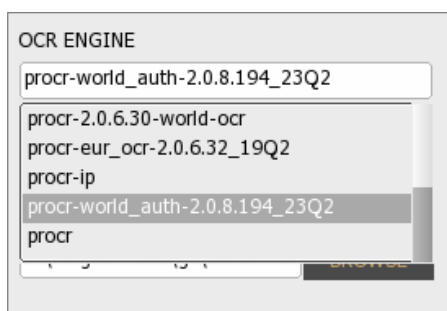 OCR ENGINE
procr-world_auth-2.0.8.194_23Q2
procr-2.0.6.30-world-ocr
procr-eur_ocr-2.0.6.32_19Q2
procr-ip
procr-world_auth-2.0.8.194_23Q2
procr
BROWSE